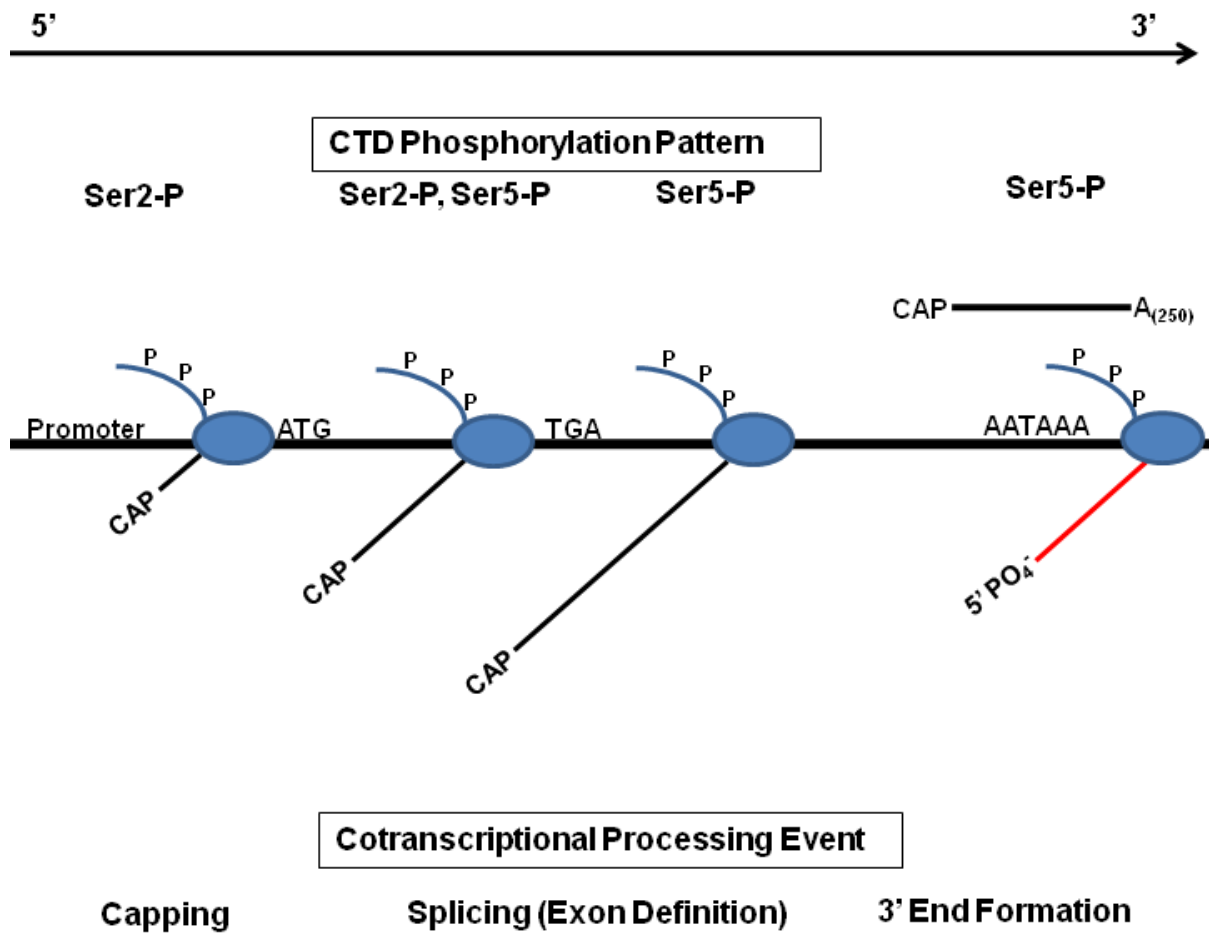 5’ 3’
CTD Phosphorylation Pattern
Ser2-P Ser2-P, Ser5-P Ser5-P Ser5-P
CAP A(250)
P P P P
P P P P
P P P P
Promoter ATG TGA AATAAA
CAP
CAP
CAP
5’ PO4-
Cotranscriptional Processing Event
Capping Splicing (Exon Definition) 3’ End Formation